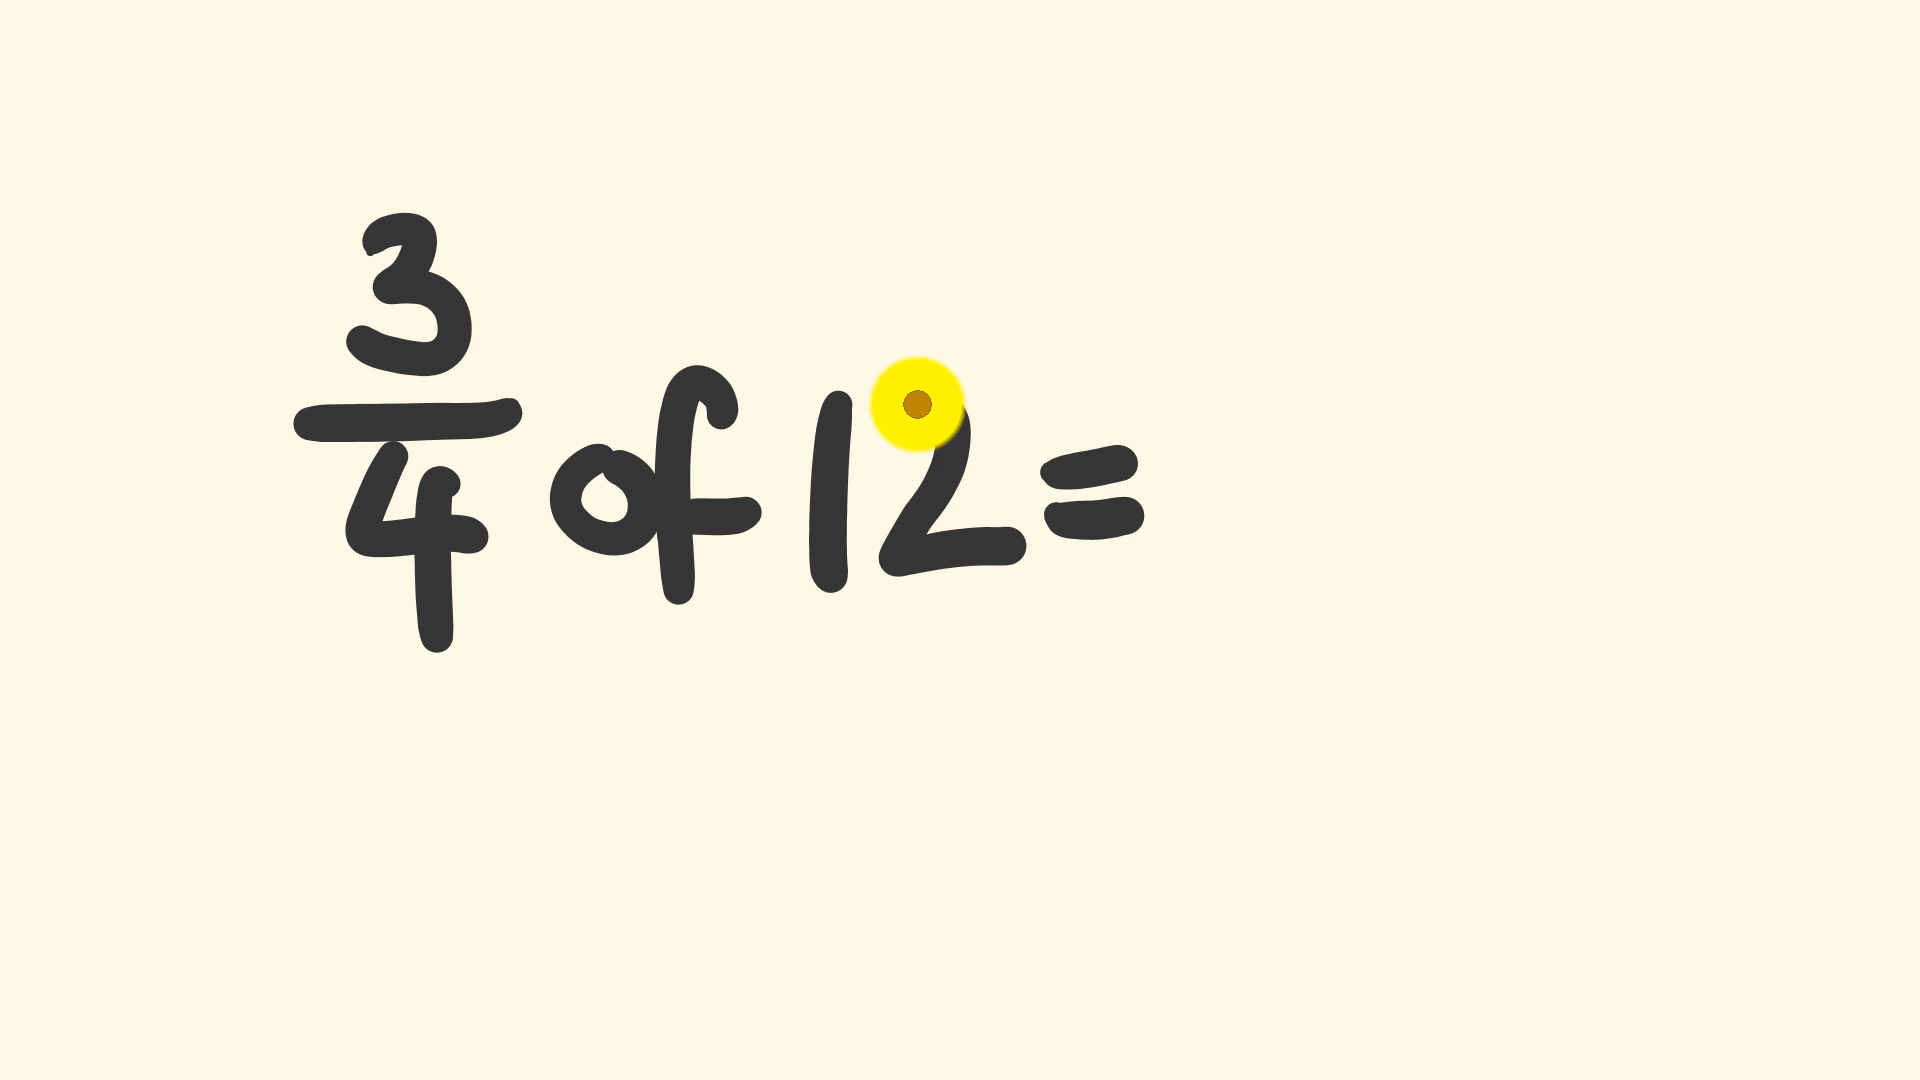 3/4 of 12 =